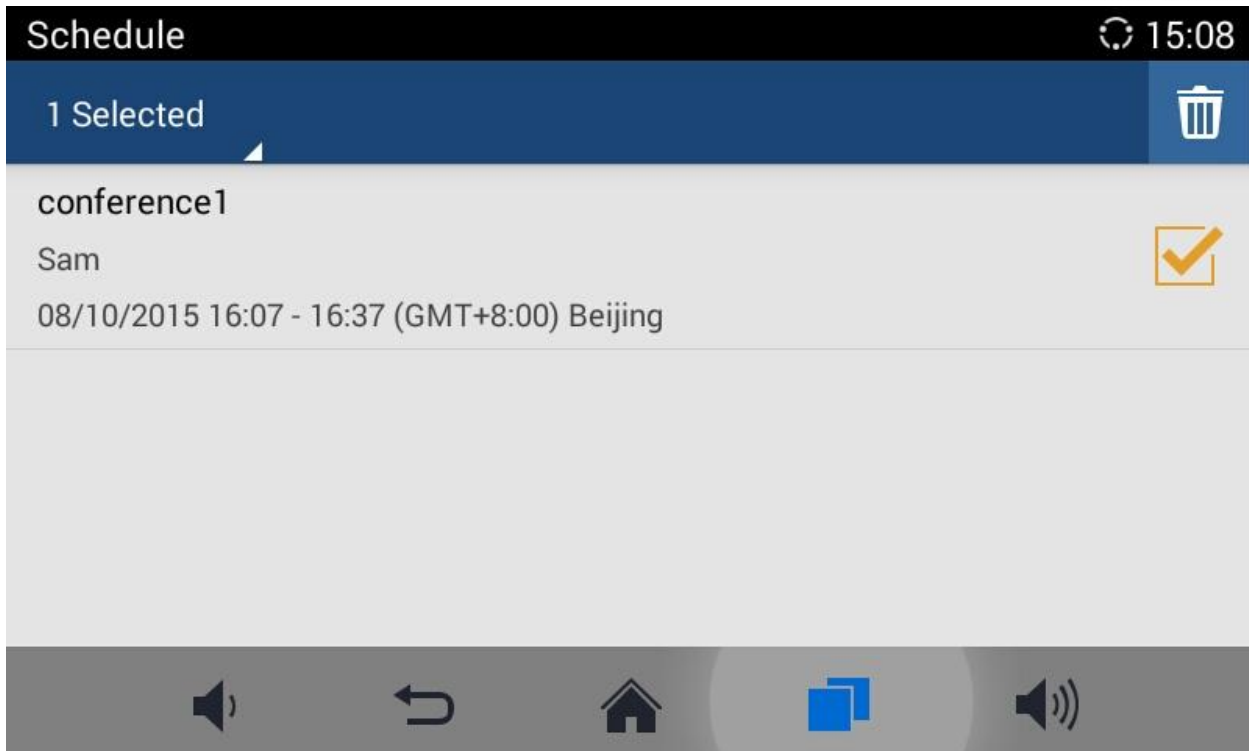 Schedule 15:08
1 Selected
conference1
Sam
08/10/2015 16:07 - 16:37 (GMT+8:00) Beijing